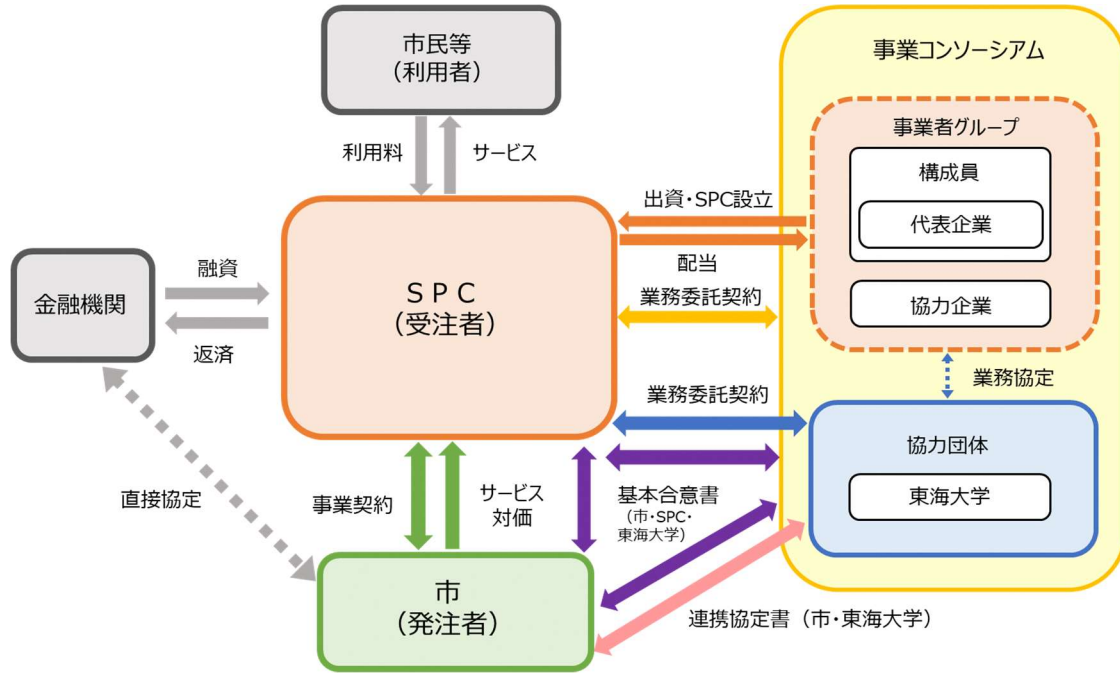 市民等
（利用者）
事業コンソーシアム
利用料
サービス
事業者グループ
構成員
代表企業
協力企業
出資・SPC設立
配当
業務委託契約
金融機関
融資
返済
ＳＰＣ
（受注者）
業務協定
業務委託契約
協力団体
東海大学
直接協定
事業契約
サービス
対価
基本合意書
（市・SPC・
東海大学）
市
（発注者）
連携協定書（市・東海大学）